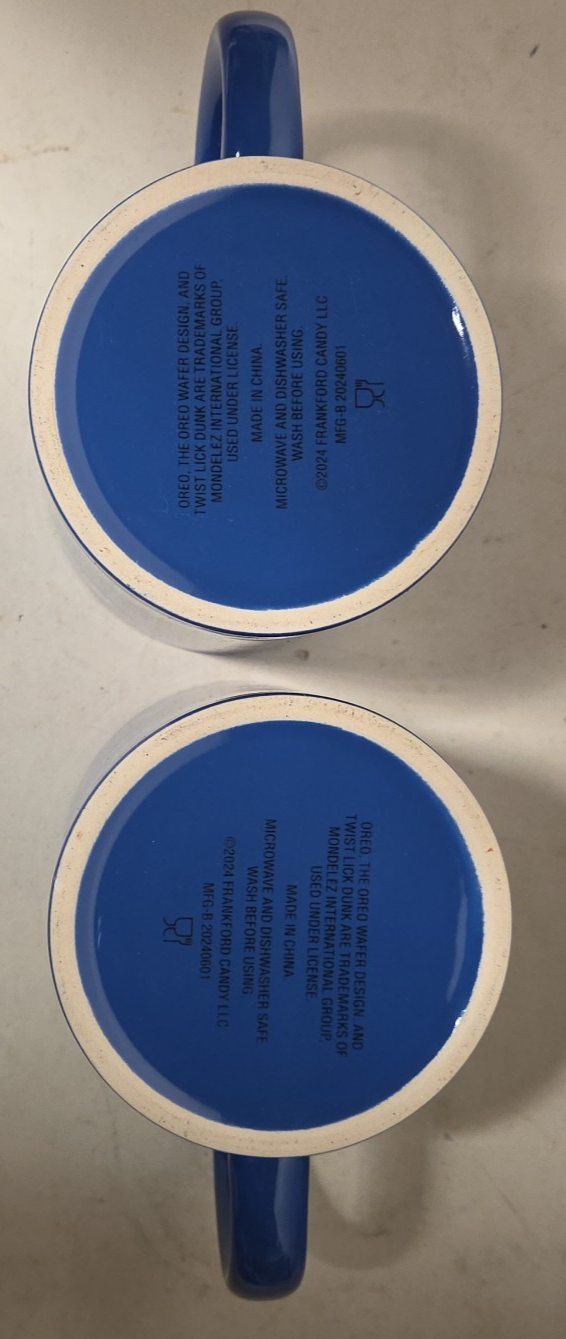 OREO, THE OREO WAFER DESIGN, AND
TWIST LICK DUNK ARE TRADEMARKS OF
MONDELEZ INTERNATIONAL GROUP,
USED UNDER LICENSE.
MADE IN CHINA.
MICROWAVE AND DISHWASHER SAFE.
WASH BEFORE USING.
©2024 FRANKFORD CANDY LLC
MFG-B 20240601
OREO, THE OREO WAFER DESIGN, AND
TWIST LICK DUNK ARE TRADEMARKS OF
MONDELEZ INTERNATIONAL GROUP,
USED UNDER LICENSE.
MADE IN CHINA.
MICROWAVE AND DISHWASHER SAFE
WASH BEFORE USING
©2024 FRANKFORD CANDY LLC
MFG-B 20240601